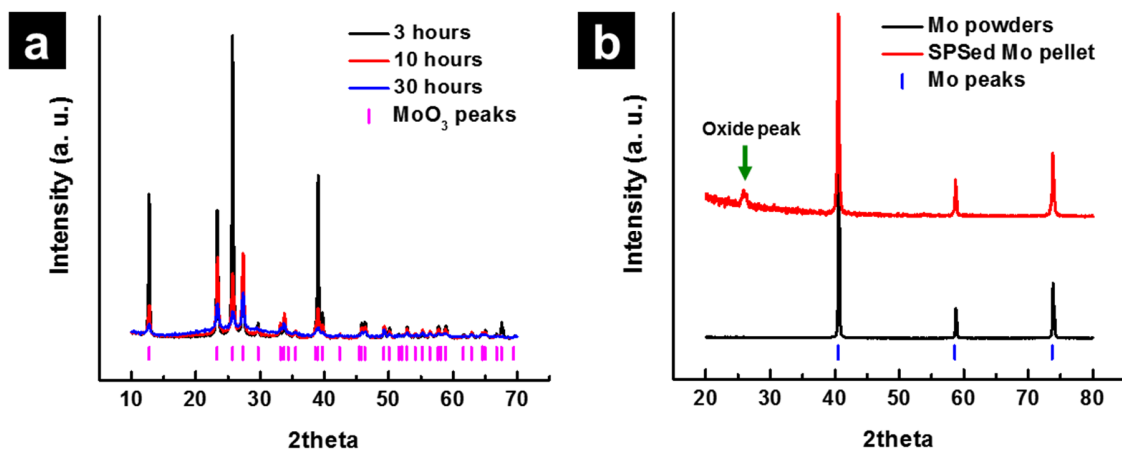 a
3 hours
10 hours
30 hours
MoO3 peaks
Intensity (a. u.)
10 20 30 40 50 60 70
2theta
b
Mo powders
SPSed Mo pellet
Mo peaks
Oxide peak
Intensity (a. u.)
20 30 40 50 60 70 80
2theta